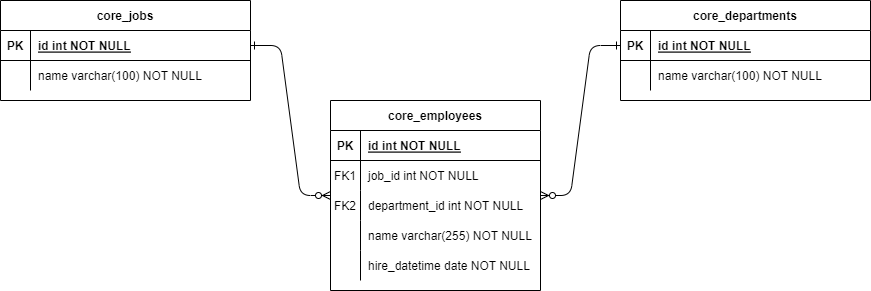 core_jobs
PK id int NOT NULL
name varchar(100) NOT NULL
core_departments
PK id int NOT NULL
name varchar(100) NOT NULL
core_employees
PK id int NOT NULL
FK1 job_id int NOT NULL
FK2 department_id int NOT NULL
name varchar(255) NOT NULL
hire_datetime date NOT NULL